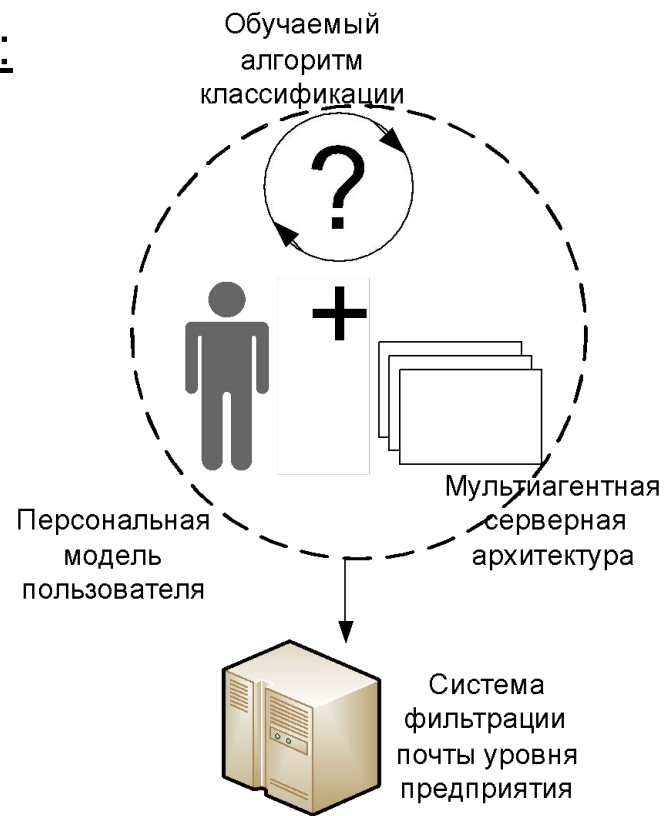 Обучаемый
алгоритм
классификации
:
?
+
Мультиагентная
серверная
архитектура
Персональная
модель
пользователя
Система
фильтрации
почты уровня
предприятия